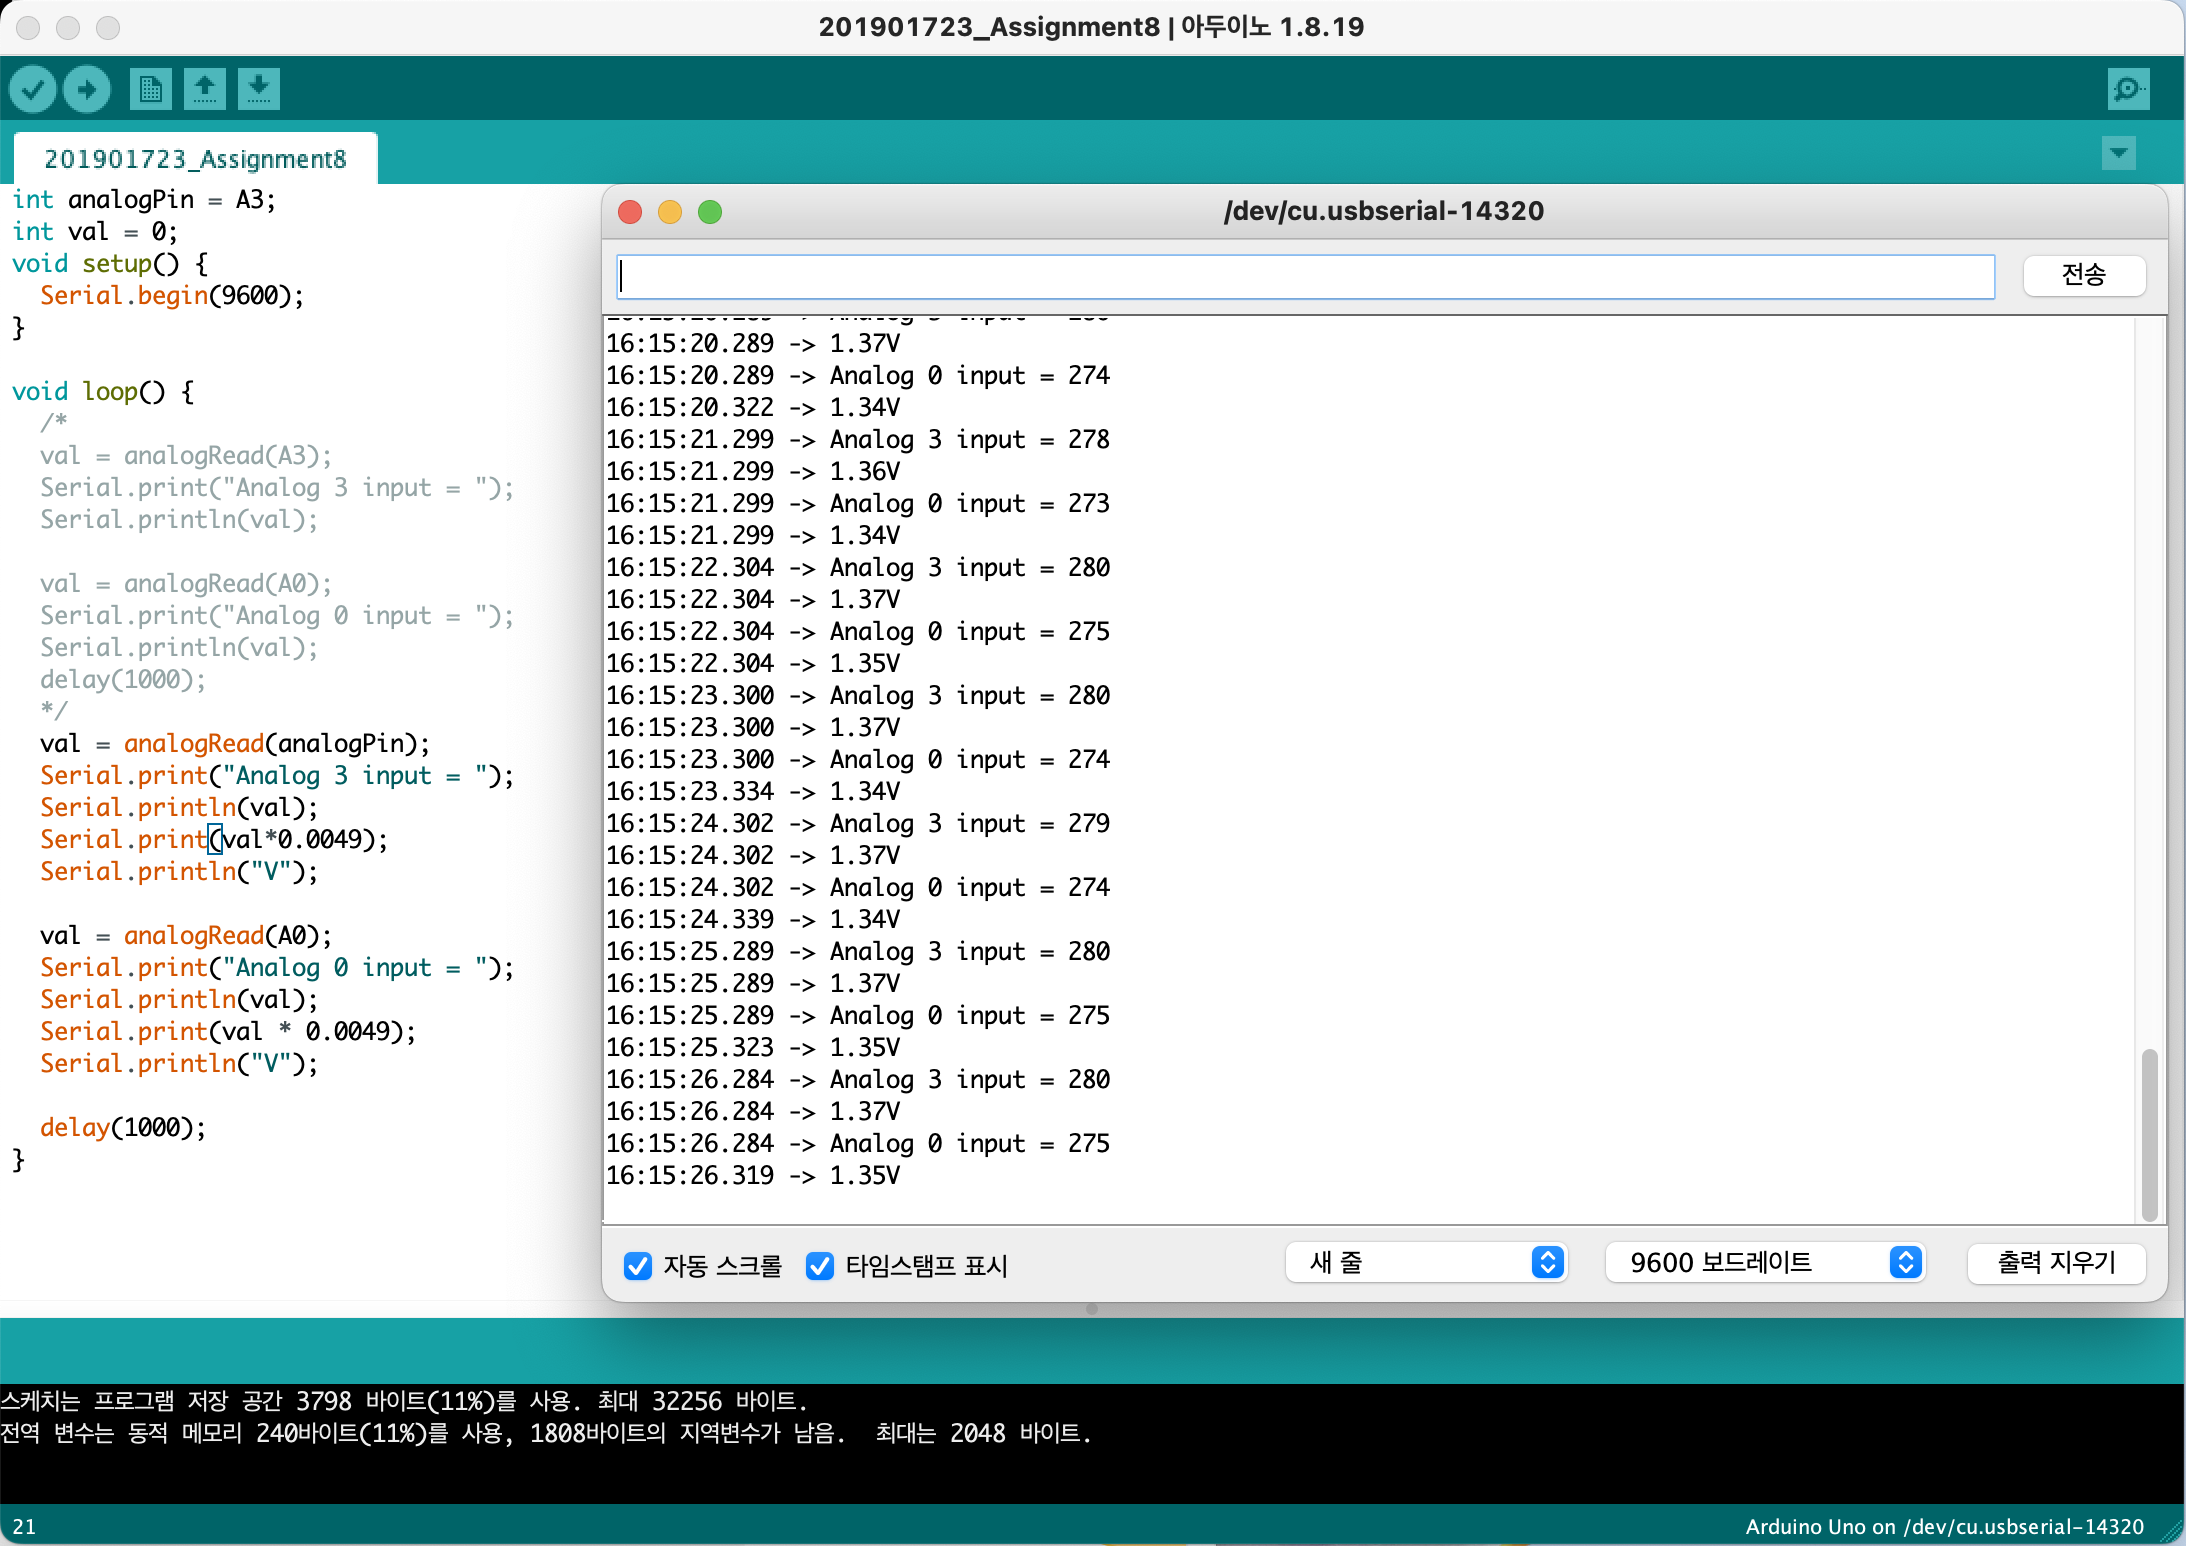 201901723_Assignment8 | 아두이노 1.8.19
201901723_Assignment8
int analogPin = A3;
int val = 0;
void setup() {
  Serial.begin(9600);
}
void loop() {
  /*
  val = analogRead(A3);
  Serial.print("Analog 3 input = ");
  Serial.println(val);
  val = analogRead(A0);
  Serial.print("Analog 0 input = ");
  Serial.println(val);
  delay(1000);
  */
  val = analogRead(analogPin);
  Serial.print("Analog 3 input = ");
  Serial.println(val);
  Serial.print(val*0.0049);
  Serial.println("V");
  val = analogRead(A0);
  Serial.print("Analog 0 input = ");
  Serial.println(val);
  Serial.print(val * 0.0049);
  Serial.println("V");
  delay(1000);
}
/dev/cu.usbserial-14320
전송
16:15:20.289 -> Analog 3 input = 280
16:15:20.289 -> 1.37V
16:15:20.289 -> Analog 0 input = 274
16:15:20.322 -> 1.34V
16:15:21.299 -> Analog 3 input = 278
16:15:21.299 -> 1.36V
16:15:21.299 -> Analog 0 input = 273
16:15:21.299 -> 1.34V
16:15:22.304 -> Analog 3 input = 280
16:15:22.304 -> 1.37V
16:15:22.304 -> Analog 0 input = 275
16:15:22.304 -> 1.35V
16:15:23.300 -> Analog 3 input = 280
16:15:23.300 -> 1.37V
16:15:23.300 -> Analog 0 input = 274
16:15:23.334 -> 1.34V
16:15:24.302 -> Analog 3 input = 279
16:15:24.302 -> 1.37V
16:15:24.302 -> Analog 0 input = 274
16:15:24.339 -> 1.34V
16:15:25.289 -> Analog 3 input = 280
16:15:25.289 -> 1.37V
16:15:25.289 -> Analog 0 input = 275
16:15:25.323 -> 1.35V
16:15:26.284 -> Analog 3 input = 280
16:15:26.284 -> 1.37V
16:15:26.284 -> Analog 0 input = 275
16:15:26.319 -> 1.35V
자동 스크롤 타임스탬프 표시 새 줄 9600 보드레이트 출력 지우기
스케치는 프로그램 저장 공간 3798 바이트(11%)를 사용. 최대 32256 바이트.
전역 변수는 동적 메모리 240바이트(11%)를 사용, 1808바이트의 지역변수가 남음.  최대는 2048 바이트.
21 Arduino Uno on /dev/cu.usbserial-14320